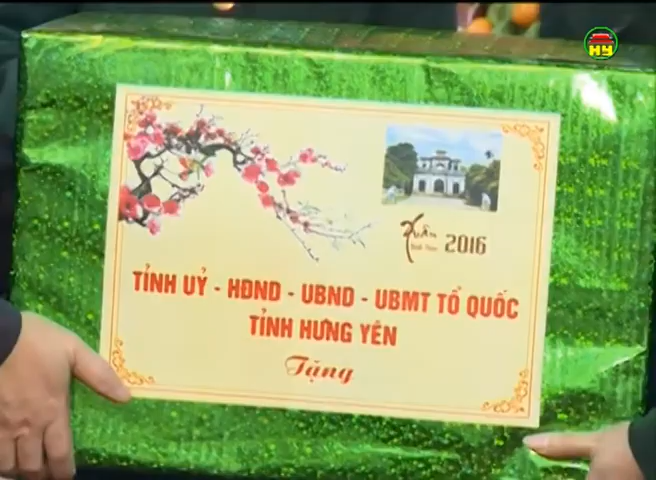 HY
Xuân
Bính Thân 2016
TỈNH UỶ - HĐND - UBND - UBMT TỔ QUỐC
TỈNH HƯNG YÊN
Tặng